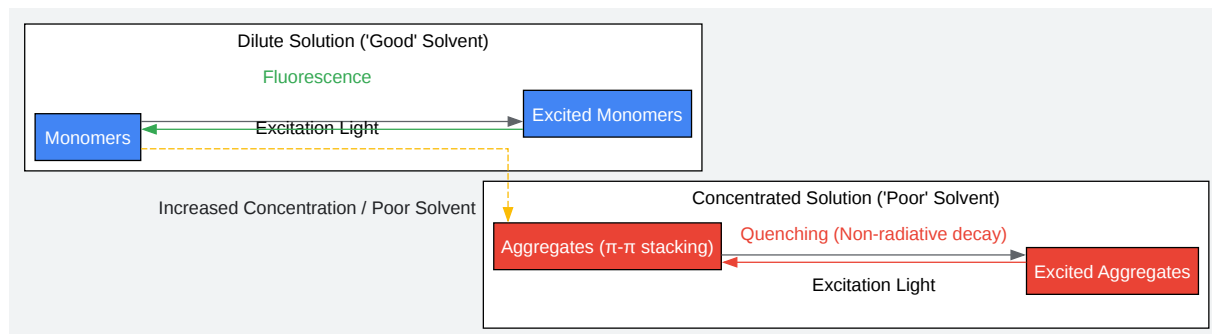 Dilute Solution ('Good' Solvent)
Fluorescence
Excited Monomers
Excitation Light
Monomers
Increased Concentration / Poor Solvent
Concentrated Solution ('Poor' Solvent)
Aggregates (π-π stacking)
Quenching (Non-radiative decay)
Excited Aggregates
Excitation Light